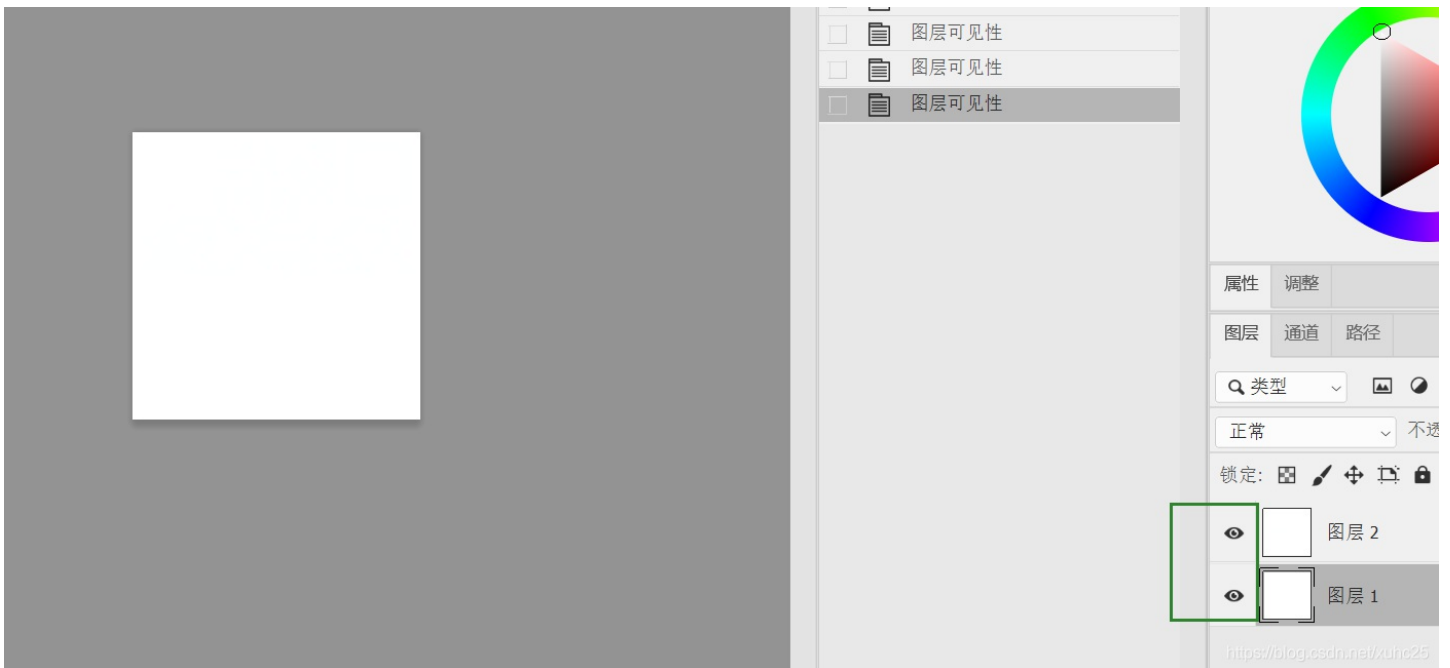 图层可见性
图层可见性
图层可见性
属性 调整
图层 通道 路径
类型
正常 不透
锁定:
图层 2
图层 1
https://blog.csdn.net/xuhc25